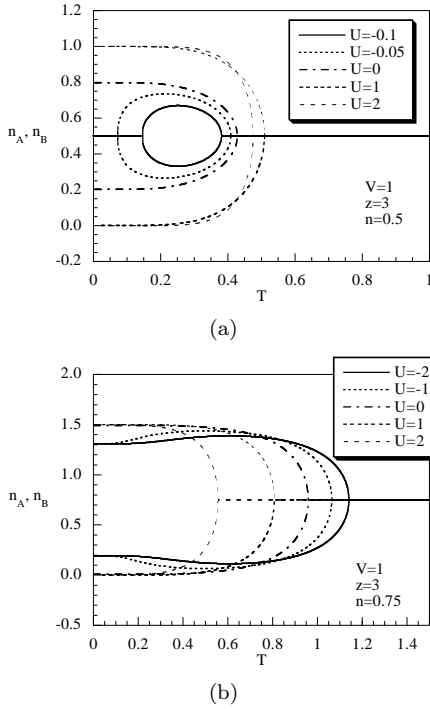 1.2
1.0
0.8
0.6
0.4
0.2
0.0
-0.2
n_A, n_B
U=-0.1
U=-0.05
U=0
U=1
U=2
V=1
z=3
n=0.5
0 0.2 0.4 0.6 0.8 1
T
(a)
2.0
1.5
1.0
0.5
0.0
-0.5
n_A, n_B
U=-2
U=-1
U=0
U=1
U=2
V=1
z=3
n=0.75
0 0.2 0.4 0.6 0.8 1 1.2 1.4
T
(b)